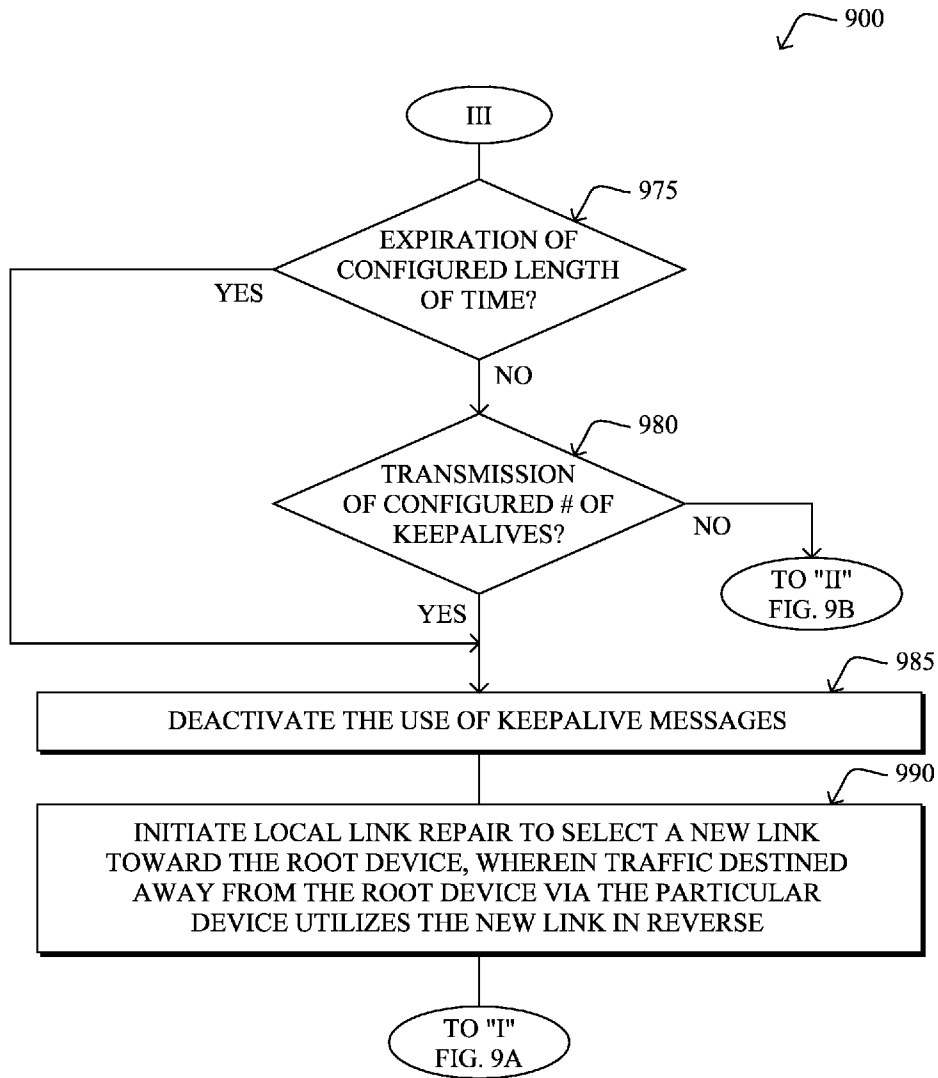 900
III
975
EXPIRATION OF
CONFIGURED LENGTH
OF TIME?
YES
NO
980
TRANSMISSION
OF CONFIGURED # OF
KEEPALIVES?
NO
TO "II"
FIG. 9B
YES
985
DEACTIVATE THE USE OF KEEPALIVE MESSAGES
990
INITIATE LOCAL LINK REPAIR TO SELECT A NEW LINK
TOWARD THE ROOT DEVICE, WHEREIN TRAFFIC DESTINED
AWAY FROM THE ROOT DEVICE VIA THE PARTICULAR
DEVICE UTILIZES THE NEW LINK IN REVERSE
TO "I"
FIG. 9A